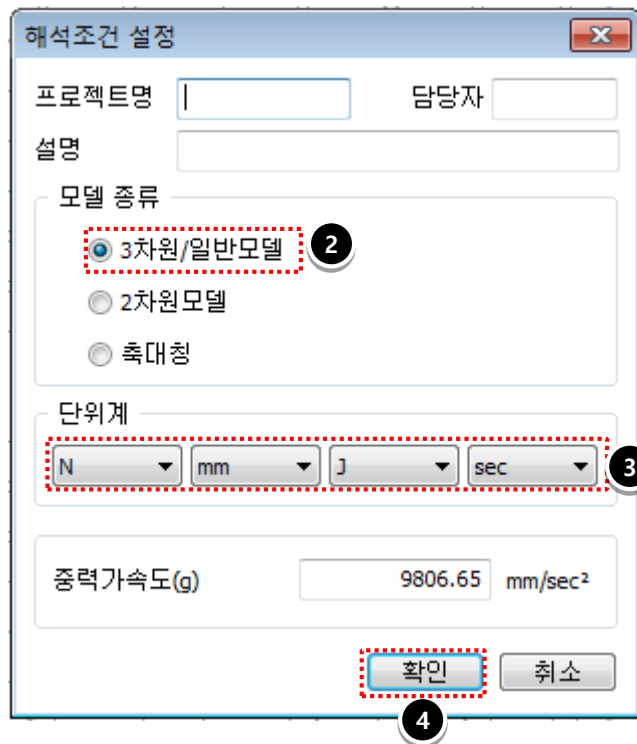 해석조건 설정
프로젝트명 담당자
설명
모델 종류
3차원/일반모델 2
2차원모델
축대칭
단위계
N mm J sec 3
중력가속도(g) 9806.65 mm/sec²
확인 취소
4